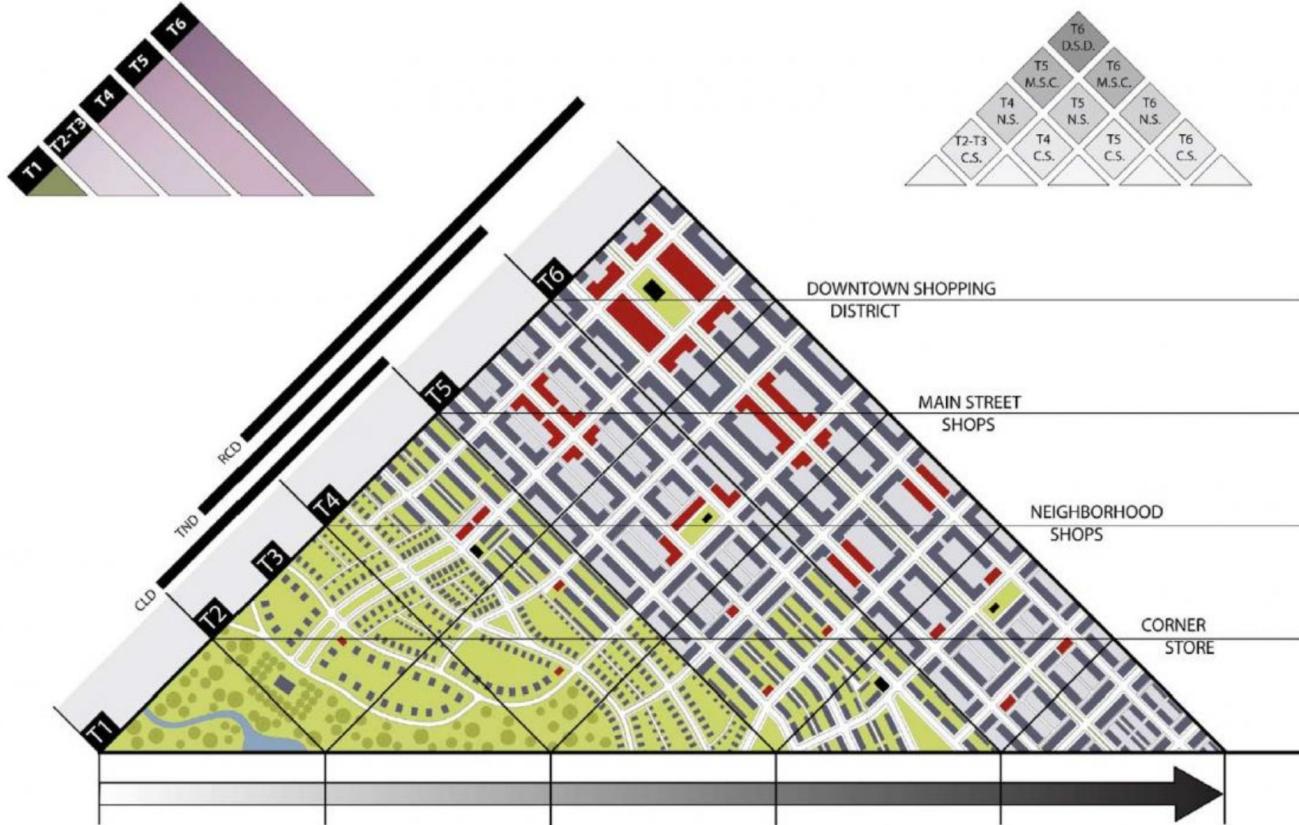 T6
T5
T4
T2-T3
T1
T6
D.S.D.
T5
M.S.C.
T6
M.S.C.
T4
N.S.
T5
N.S.
T6
N.S.
T2-T3
C.S.
T4
C.S.
T5
C.S.
T6
C.S.
T6
T5
T4
T3
T2
T1
RCD
TND
CLD
DOWNTOWN SHOPPING
DISTRICT
MAIN STREET
SHOPS
NEIGHBORHOOD
SHOPS
CORNER
STORE